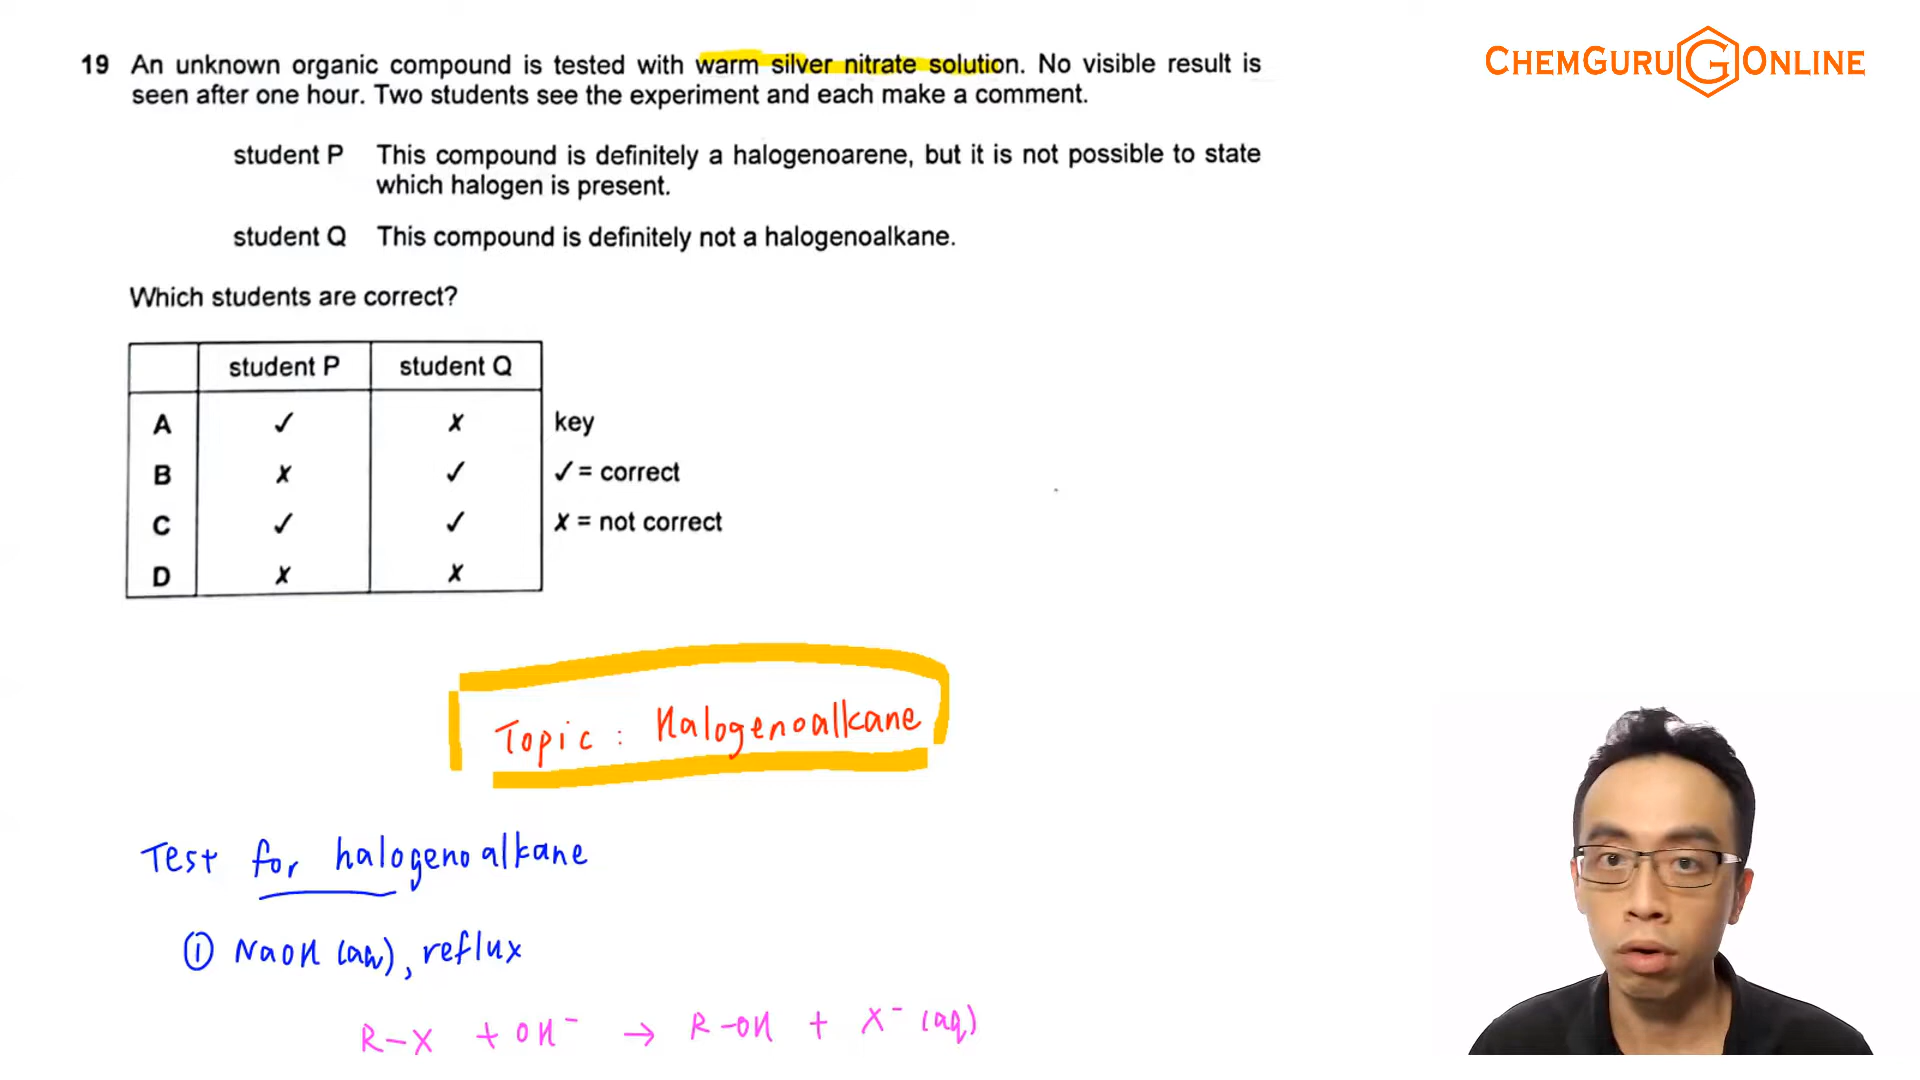 19 An unknown organic compound is tested with warm silver nitrate solution. No visible result is
seen after one hour. Two students see the experiment and each make a comment.
student P This compound is definitely a halogenoarene, but it is not possible to state
which halogen is present.
student Q This compound is definitely not a halogenoalkane.
Which students are correct?
student P student Q
A ✓ ✗ key
B ✗ ✓ ✓ = correct
C ✓ ✓ ✗ = not correct
D ✗ ✗
CHEMGURU G ONLINE
Topic : Halogenoalkane
Test for halogenoalkane
① NaOH (aq), reflux
R-X + OH⁻ → R-OH + X⁻ (aq)